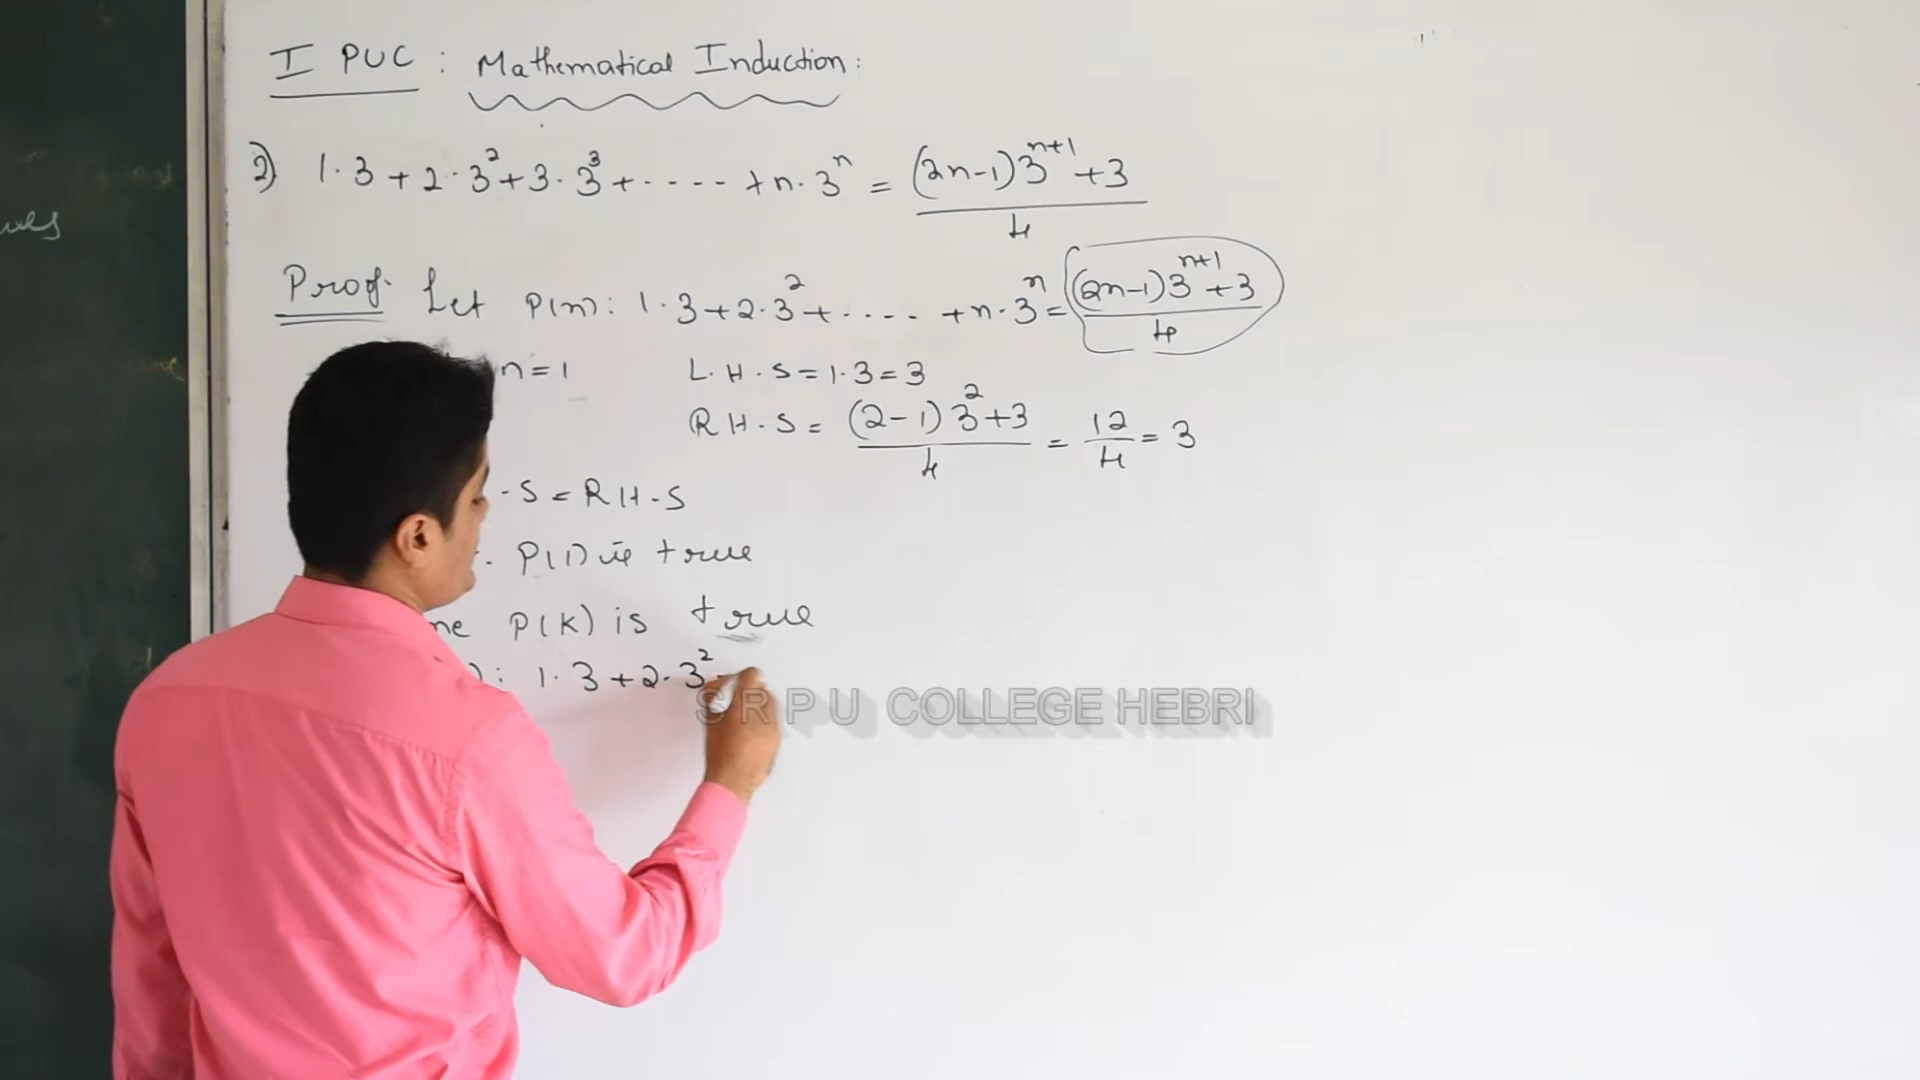 I PUC : Mathematical Induction :
2) 1·3 + 2·3² + 3·3³ + ----- + n·3ⁿ = (2n-1)3ⁿ⁺¹ + 3 / 4
Proof. Let P(n): 1·3 + 2·3² + ----- + n·3ⁿ = (2n-1)3ⁿ⁺¹ + 3 / 4
n = 1 L.H.S = 1·3 = 3
RH.S = (2-1) 3² + 3 / 4 = 12 / 4 = 3
·S = RH.S
P(1) is true
me P(K) is true
): 1·3 + 2·3²
S R P U COLLEGE HEBRI